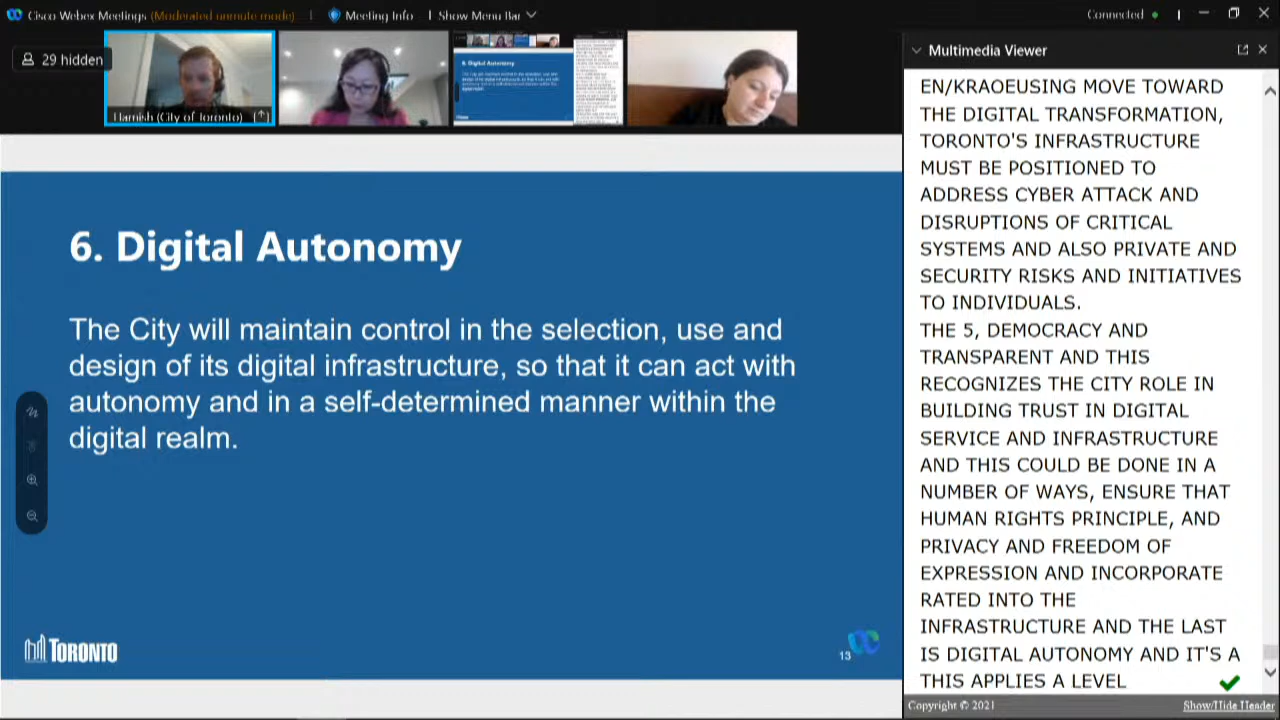 Cisco Webex Meetings (Moderated unmute mode) | Meeting Info | Show Menu Bar
Connected
hidden
Hamish (City of Toronto)
Multimedia Viewer
6. Digital Autonomy
The City will maintain control in the selection, use and
design of its digital infrastructure, so that it can act with
autonomy and in a self-determined manner within the
digital realm.
TORONTO
13
EN/KRAOEUGING MOVE TOWARD
THE DIGITAL TRANSFORMATION,
TORONTO'S INFRASTRUCTURE
MUST BE POSITIONED TO
ADDRESS CYBER ATTACK AND
DISRUPTIONS OF CRITICAL
SYSTEMS AND ALSO PRIVATE AND
SECURITY RISKS AND INITIATIVES
TO INDIVIDUALS.
THE 5, DEMOCRACY AND
TRANSPARENT AND THIS
RECOGNIZES THE CITY ROLE IN
BUILDING TRUST IN DIGITAL
SERVICE AND INFRASTRUCTURE
AND THIS COULD BE DONE IN A
NUMBER OF WAYS, ENSURE THAT
HUMAN RIGHTS PRINCIPLE, AND
PRIVACY AND FREEDOM OF
EXPRESSION AND INCORPORATE
RATED INTO THE
INFRASTRUCTURE AND THE LAST
IS DIGITAL AUTONOMY AND IT'S A
THIS APPLIES A LEVEL
Copyright © 2021
Show/Hide Header